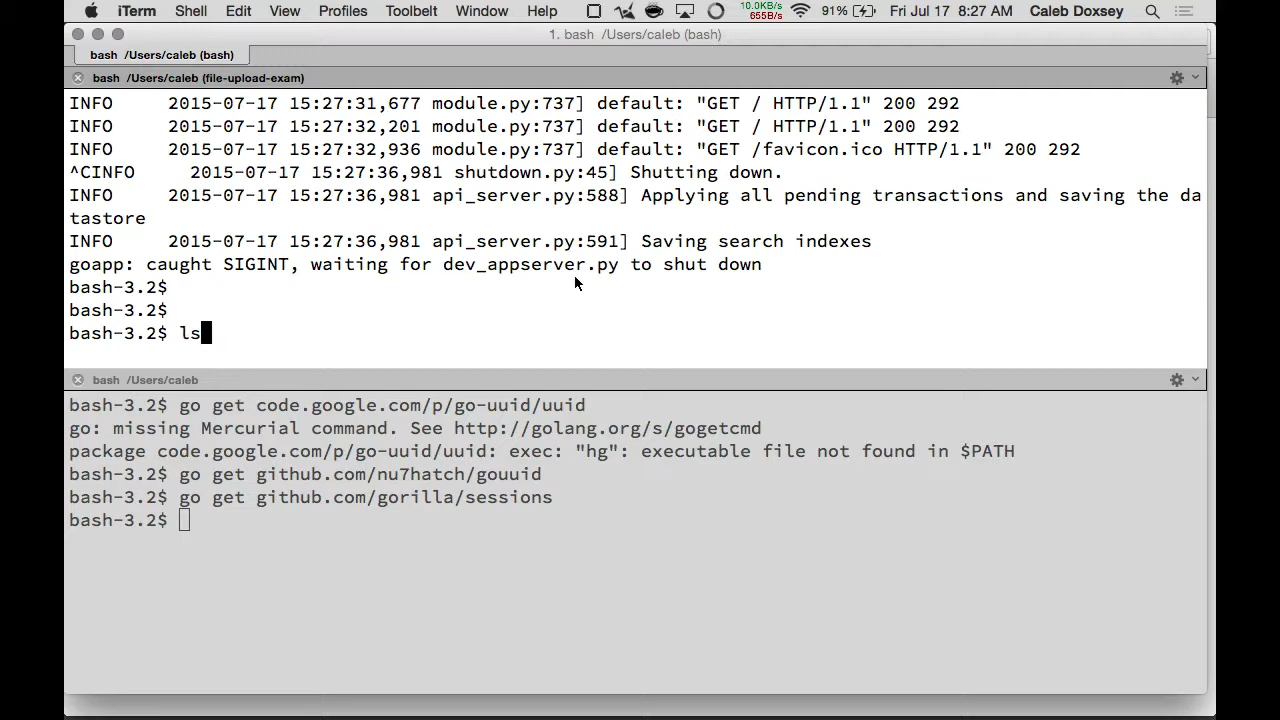 iTerm Shell Edit View Profiles Toolbelt Window Help 10.0KB/s 655B/s 91% Fri Jul 17 8:27 AM Caleb Doxsey
1. bash /Users/caleb (bash)
bash /Users/caleb (bash)
bash /Users/caleb (file-upload-exam)
INFO     2015-07-17 15:27:31,677 module.py:737] default: "GET / HTTP/1.1" 200 292
INFO     2015-07-17 15:27:32,201 module.py:737] default: "GET / HTTP/1.1" 200 292
INFO     2015-07-17 15:27:32,936 module.py:737] default: "GET /favicon.ico HTTP/1.1" 200 292
^CINFO     2015-07-17 15:27:36,981 shutdown.py:45] Shutting down.
INFO     2015-07-17 15:27:36,981 api_server.py:588] Applying all pending transactions and saving the da
tastore
INFO     2015-07-17 15:27:36,981 api_server.py:591] Saving search indexes
goapp: caught SIGINT, waiting for dev_appserver.py to shut down
bash-3.2$
bash-3.2$
bash-3.2$ ls
bash /Users/caleb
bash-3.2$ go get code.google.com/p/go-uuid/uuid
go: missing Mercurial command. See http://golang.org/s/gogetcmd
package code.google.com/p/go-uuid/uuid: exec: "hg": executable file not found in $PATH
bash-3.2$ go get github.com/nu7hatch/gouuid
bash-3.2$ go get github.com/gorilla/sessions
bash-3.2$